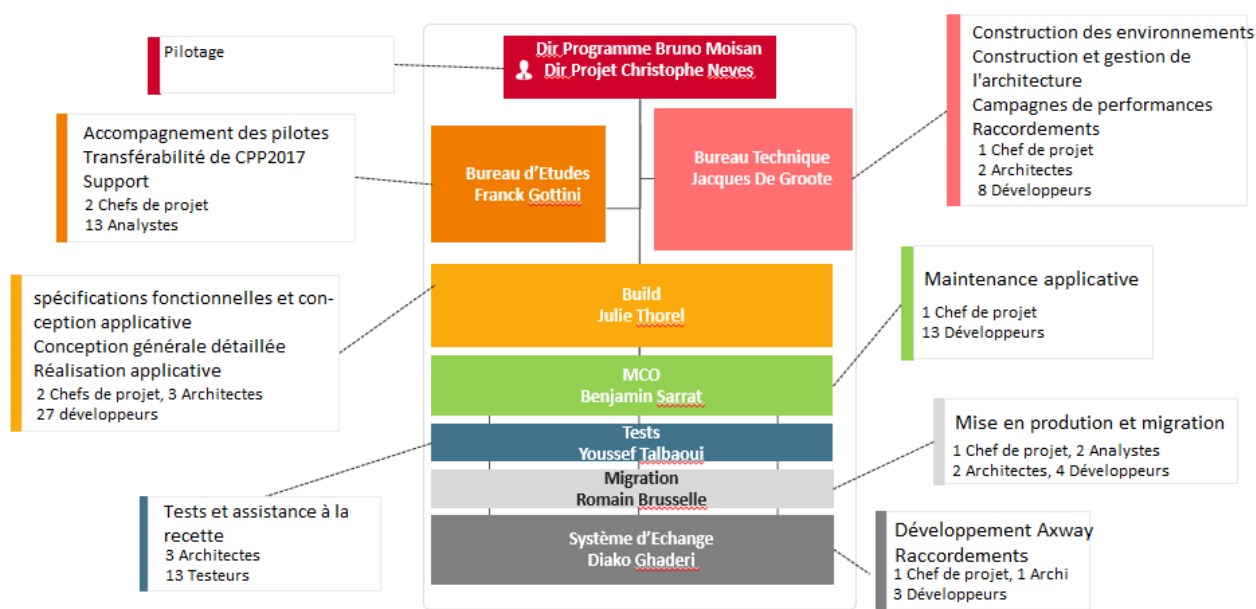 Pilotage
Dir Programme Bruno Moisan
Dir Projet Christophe Neves
Construction des environnements
Construction et gestion de
l'architecture
Campagnes de performances
Raccordements
1 Chef de projet
2 Architectes
8 Développeurs
Accompagnement des pilotes
Transférabilité de CPP2017
Support
2 Chefs de projet
13 Analystes
Bureau d'Etudes
Franck Gottini
Bureau Technique
Jacques De Groote
spécifications fonctionnelles et con-
ception applicative
Conception générale détaillée
Réalisation applicative
2 Chefs de projet, 3 Architectes
27 développeurs
Build
Julie Thorel
Maintenance applicative
1 Chef de projet
13 Développeurs
MCO
Benjamin Sarrat
Tests
Youssef Talbaoui
Migration
Romain Brusselle
Mise en prodution et migration
1 Chef de projet, 2 Analystes
2 Architectes, 4 Développeurs
Tests et assistance à la
recette
3 Architectes
13 Testeurs
Système d'Echange
Diako Ghaderi
Développement Axway
Raccordements
1 Chef de projet, 1 Archi
3 Développeurs